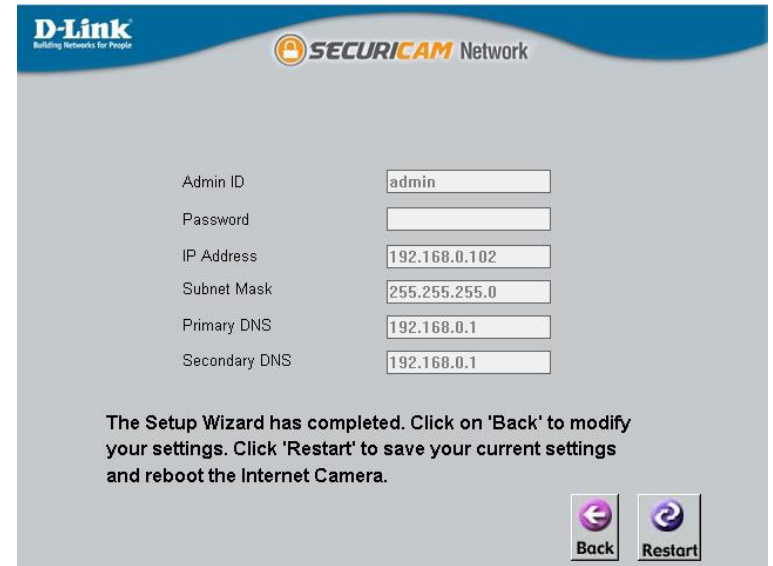 D-Link
Building Networks for People
SECURICAM Network
Admin ID admin
Password
IP Address 192.168.0.102
Subnet Mask 255.255.255.0
Primary DNS 192.168.0.1
Secondary DNS 192.168.0.1
The Setup Wizard has completed. Click on 'Back' to modify
your settings. Click 'Restart' to save your current settings
and reboot the Internet Camera.
Back Restart